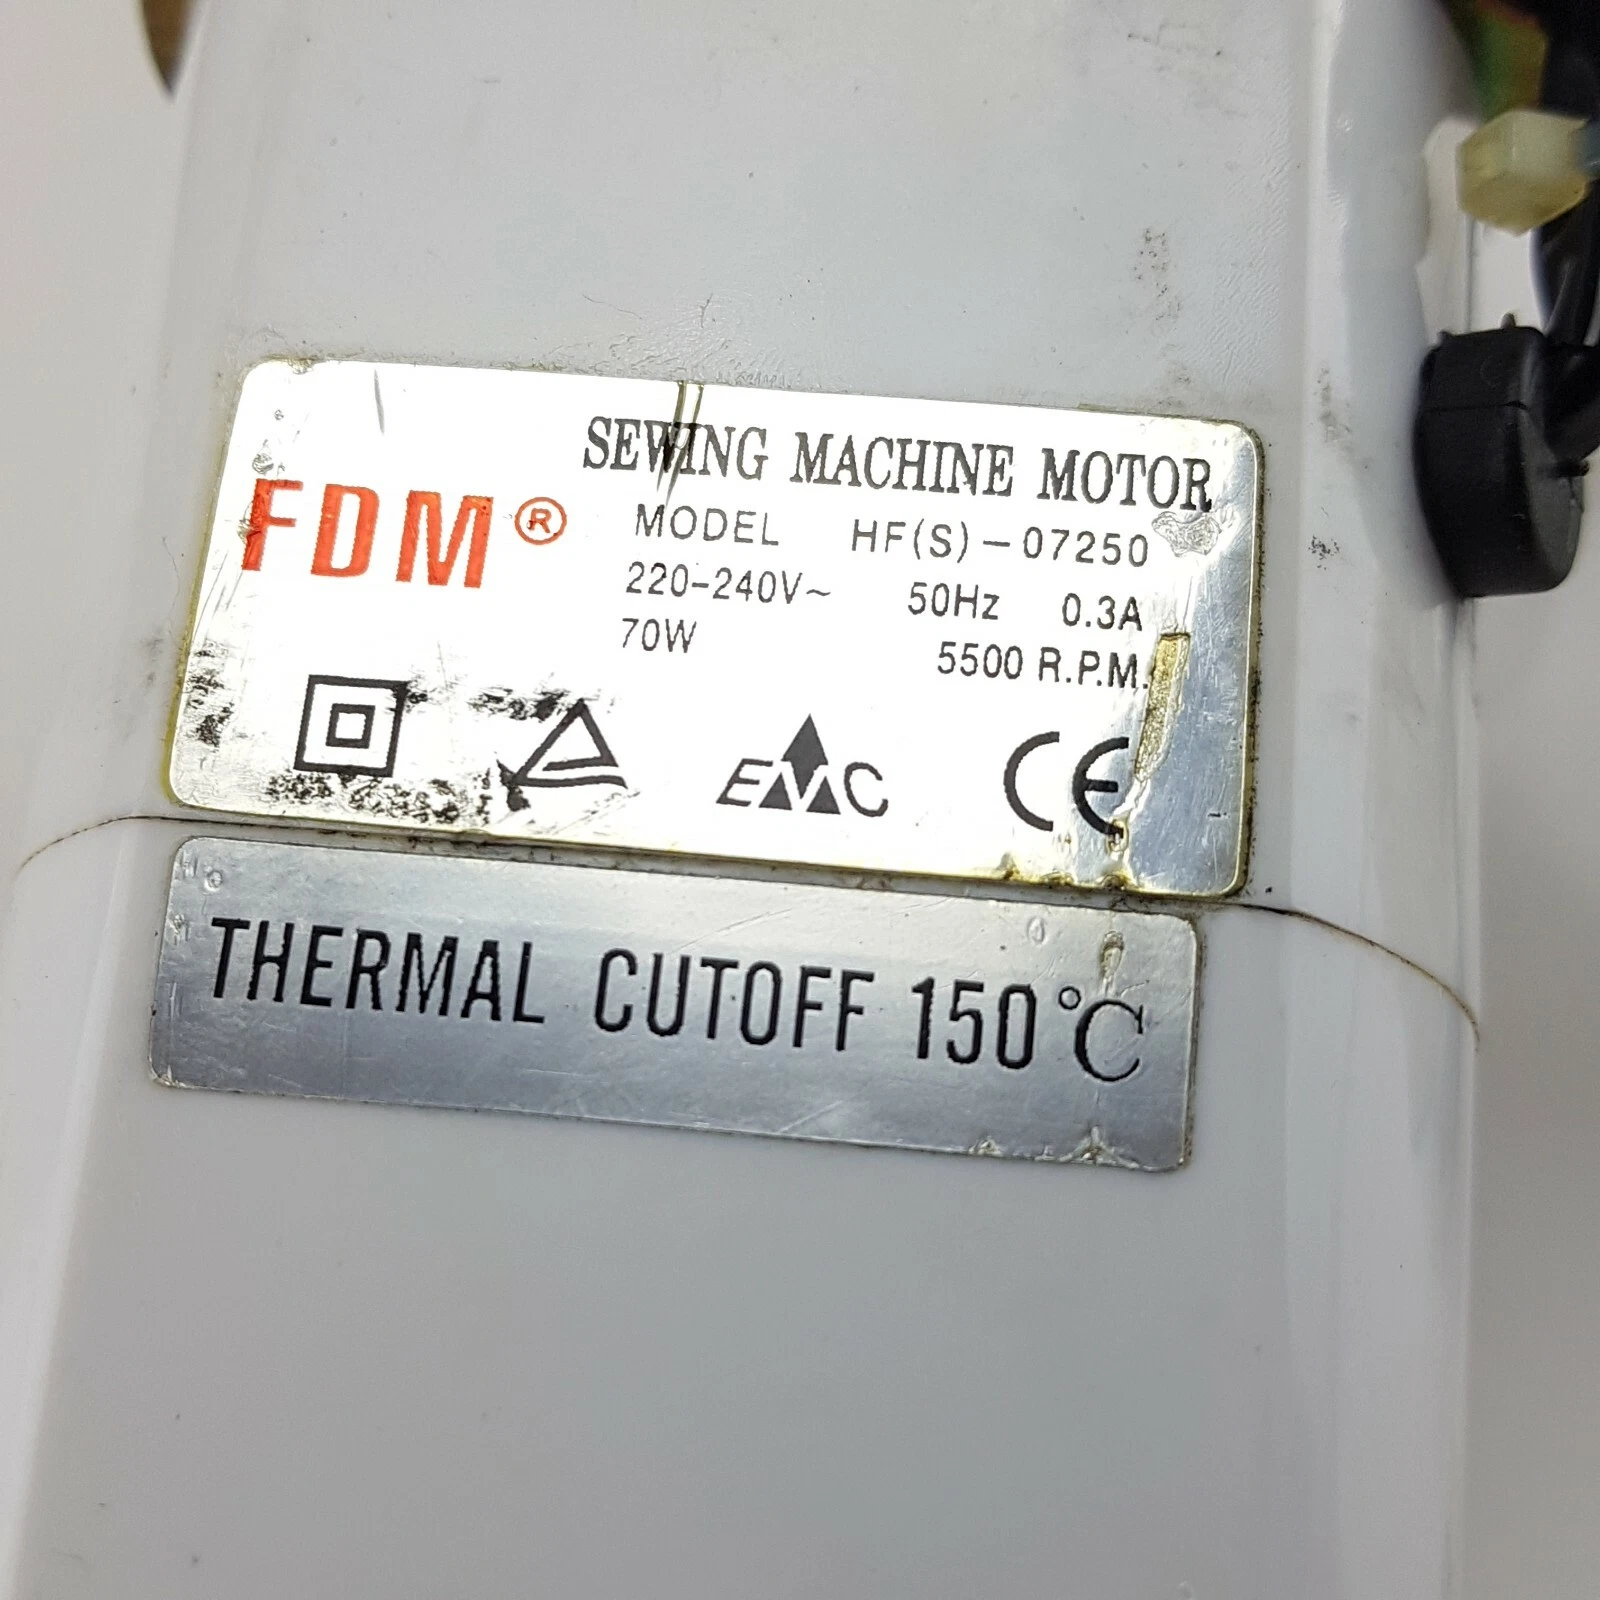 SEWING MACHINE MOTOR
FDM®
MODEL HF(S)-07250
220-240V~ 50Hz 0.3A
70W 5500 R.P.M.
EMC CE
THERMAL CUTOFF 150℃